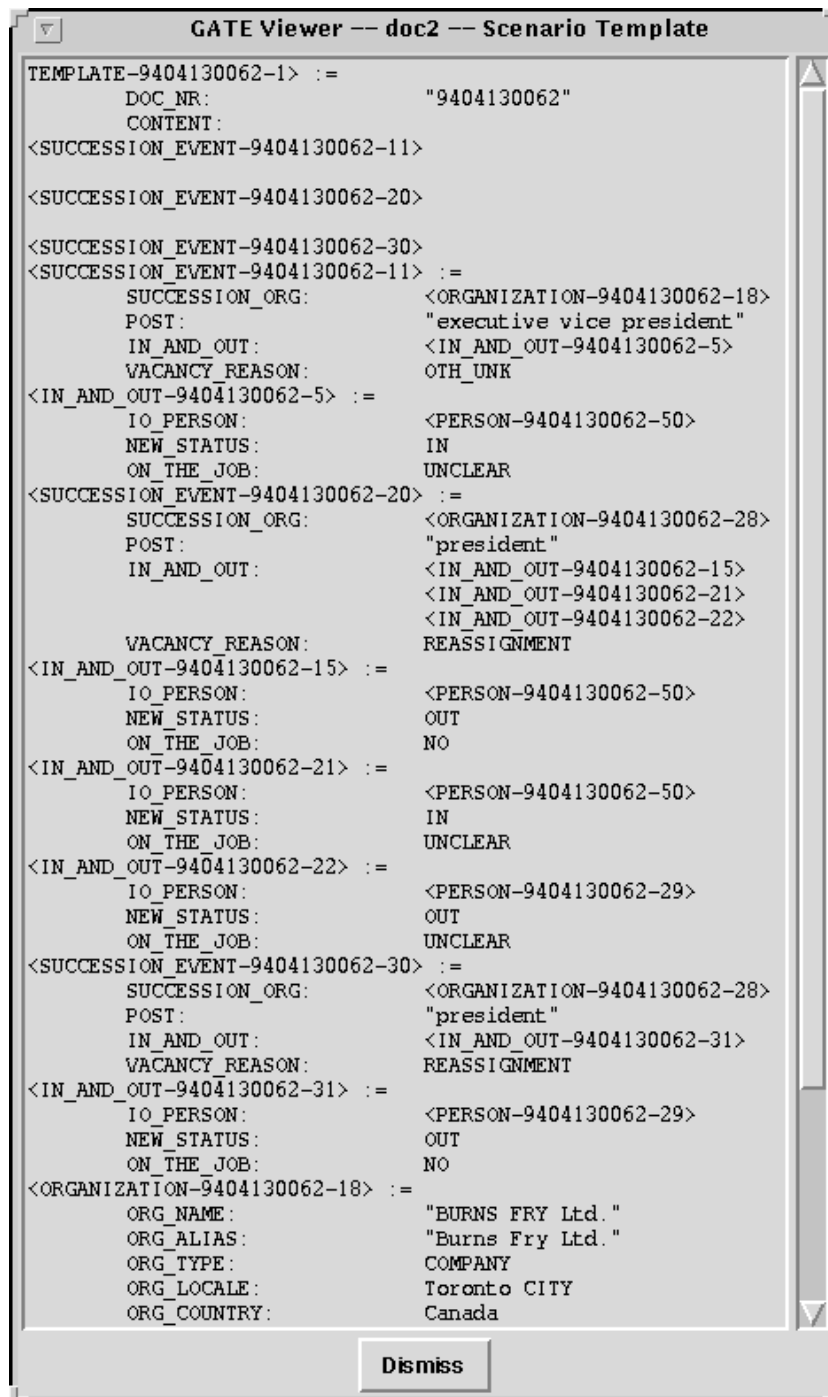 GATE Viewer -- doc2 -- Scenario Template
TEMPLATE-9404130062-1> :=
DOC_NR: "9404130062"
CONTENT:
<SUCCESSION_EVENT-9404130062-11>
<SUCCESSION_EVENT-9404130062-20>
<SUCCESSION_EVENT-9404130062-30>
<SUCCESSION_EVENT-9404130062-11> :=
SUCCESSION_ORG: <ORGANIZATION-9404130062-18>
POST: "executive vice president"
IN_AND_OUT: <IN_AND_OUT-9404130062-5>
VACANCY_REASON: OTH_UNK
<IN_AND_OUT-9404130062-5> :=
IO_PERSON: <PERSON-9404130062-50>
NEW_STATUS: IN
ON_THE_JOB: UNCLEAR
<SUCCESSION_EVENT-9404130062-20> :=
SUCCESSION_ORG: <ORGANIZATION-9404130062-28>
POST: "president"
IN_AND_OUT: <IN_AND_OUT-9404130062-15>
<IN_AND_OUT-9404130062-21>
<IN_AND_OUT-9404130062-22>
VACANCY_REASON: REASSIGNMENT
<IN_AND_OUT-9404130062-15> :=
IO_PERSON: <PERSON-9404130062-50>
NEW_STATUS: OUT
ON_THE_JOB: NO
<IN_AND_OUT-9404130062-21> :=
IO_PERSON: <PERSON-9404130062-50>
NEW_STATUS: IN
ON_THE_JOB: UNCLEAR
<IN_AND_OUT-9404130062-22> :=
IO_PERSON: <PERSON-9404130062-29>
NEW_STATUS: OUT
ON_THE_JOB: UNCLEAR
<SUCCESSION_EVENT-9404130062-30> :=
SUCCESSION_ORG: <ORGANIZATION-9404130062-28>
POST: "president"
IN_AND_OUT: <IN_AND_OUT-9404130062-31>
VACANCY_REASON: REASSIGNMENT
<IN_AND_OUT-9404130062-31> :=
IO_PERSON: <PERSON-9404130062-29>
NEW_STATUS: OUT
ON_THE_JOB: NO
<ORGANIZATION-9404130062-18> :=
ORG_NAME: "BURNS FRY Ltd."
ORG_ALIAS: "Burns Fry Ltd."
ORG_TYPE: COMPANY
ORG_LOCALE: Toronto CITY
ORG_COUNTRY: Canada
Dismiss